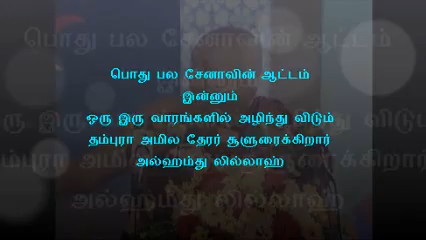 பொது பல சேனாவின் ஆட்டம்
இன்னும்
ஒரு இரு வாரங்களில் அழிந்து விடும்
தம்புரா அமில தேரர் சூளுரைக்கிறார்
அல்ஹம்து லில்லாஹ்